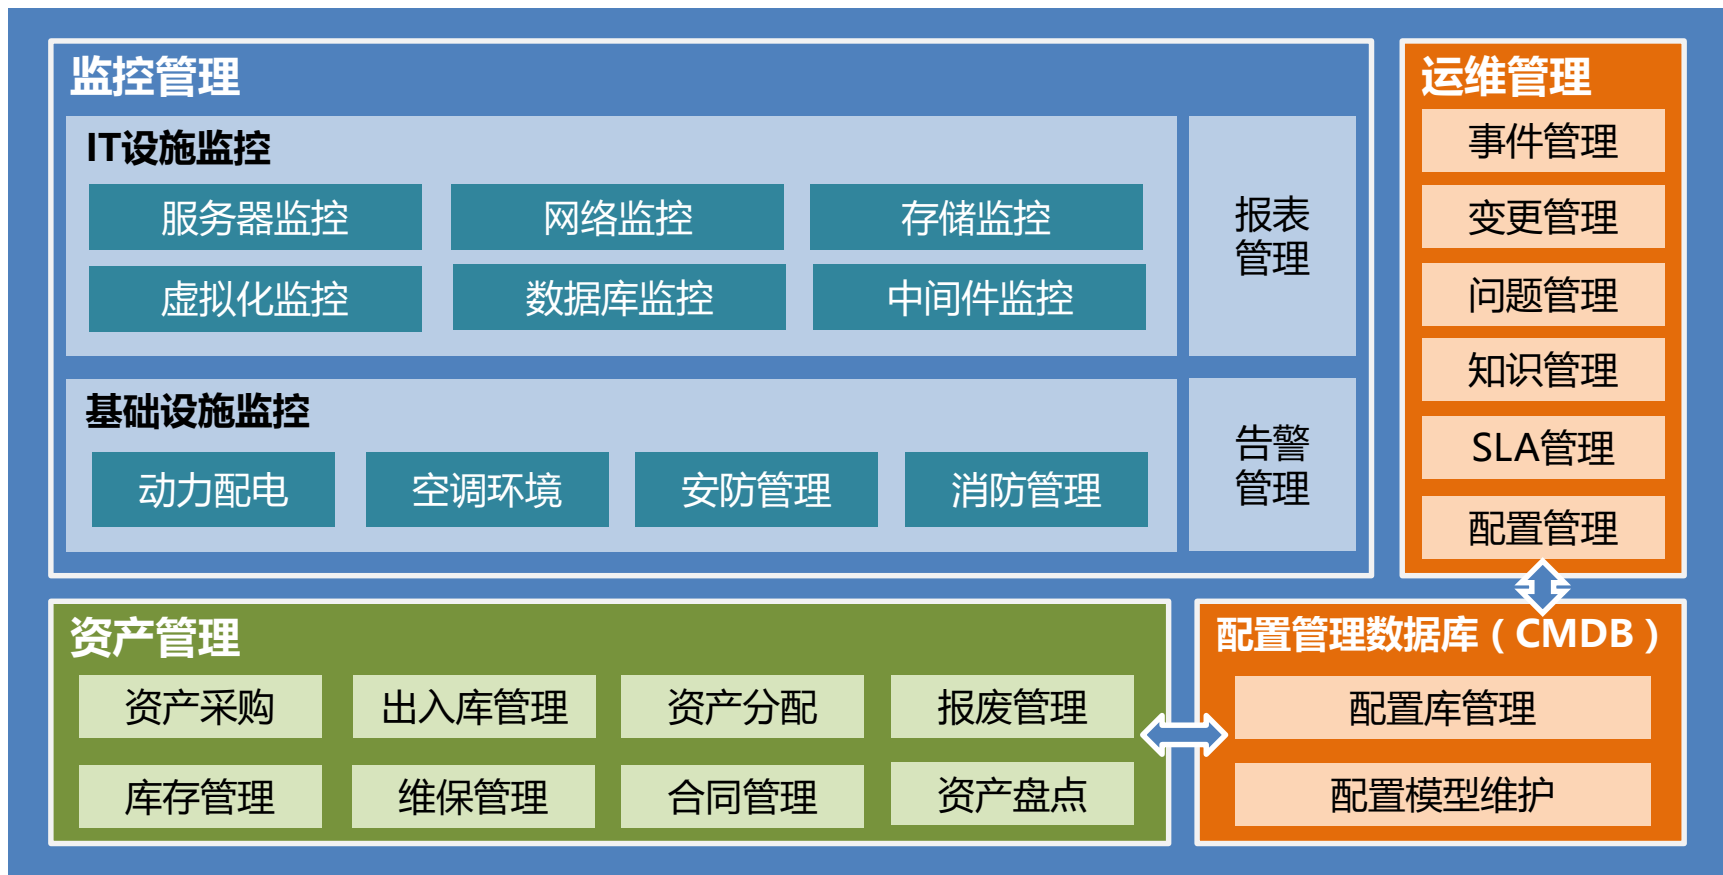 监控管理
IT设施监控
服务器监控
网络监控
存储监控
虚拟化监控
数据库监控
中间件监控
报表
管理
基础设施监控
动力配电
空调环境
安防管理
消防管理
告警
管理
运维管理
事件管理
变更管理
问题管理
知识管理
SLA管理
配置管理
资产管理
资产采购
出入库管理
资产分配
报废管理
库存管理
维保管理
合同管理
资产盘点
配置管理数据库（CMDB）
配置库管理
配置模型维护